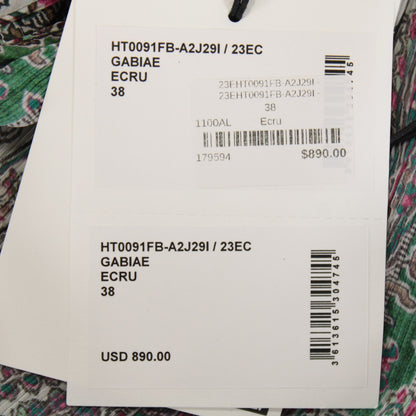 HT0091FB-A2J29I / 23EC
GABIAE
ECRU
38
45
23EHT0091FB-A2J29I-
23EHT0091FB-A2J29I-
38
1100AL Ecru
179594 $890.00
HT0091FB-A2J29I / 23EC
GABIAE
ECRU
38
3613615304745
USD 890.00